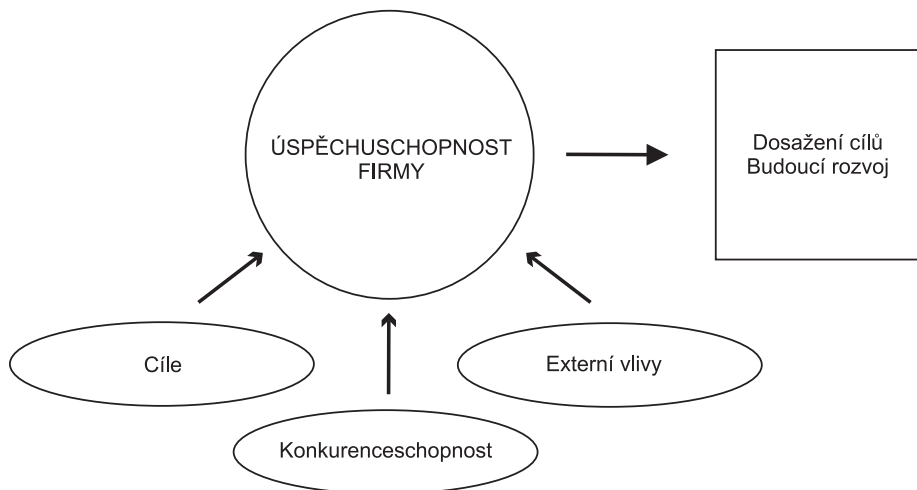 ÚSPĚCHUSCHOPNOST
FIRMY
Dosažení cílů
Budoucí rozvoj
Cíle
Externí vlivy
Konkurenceschopnost